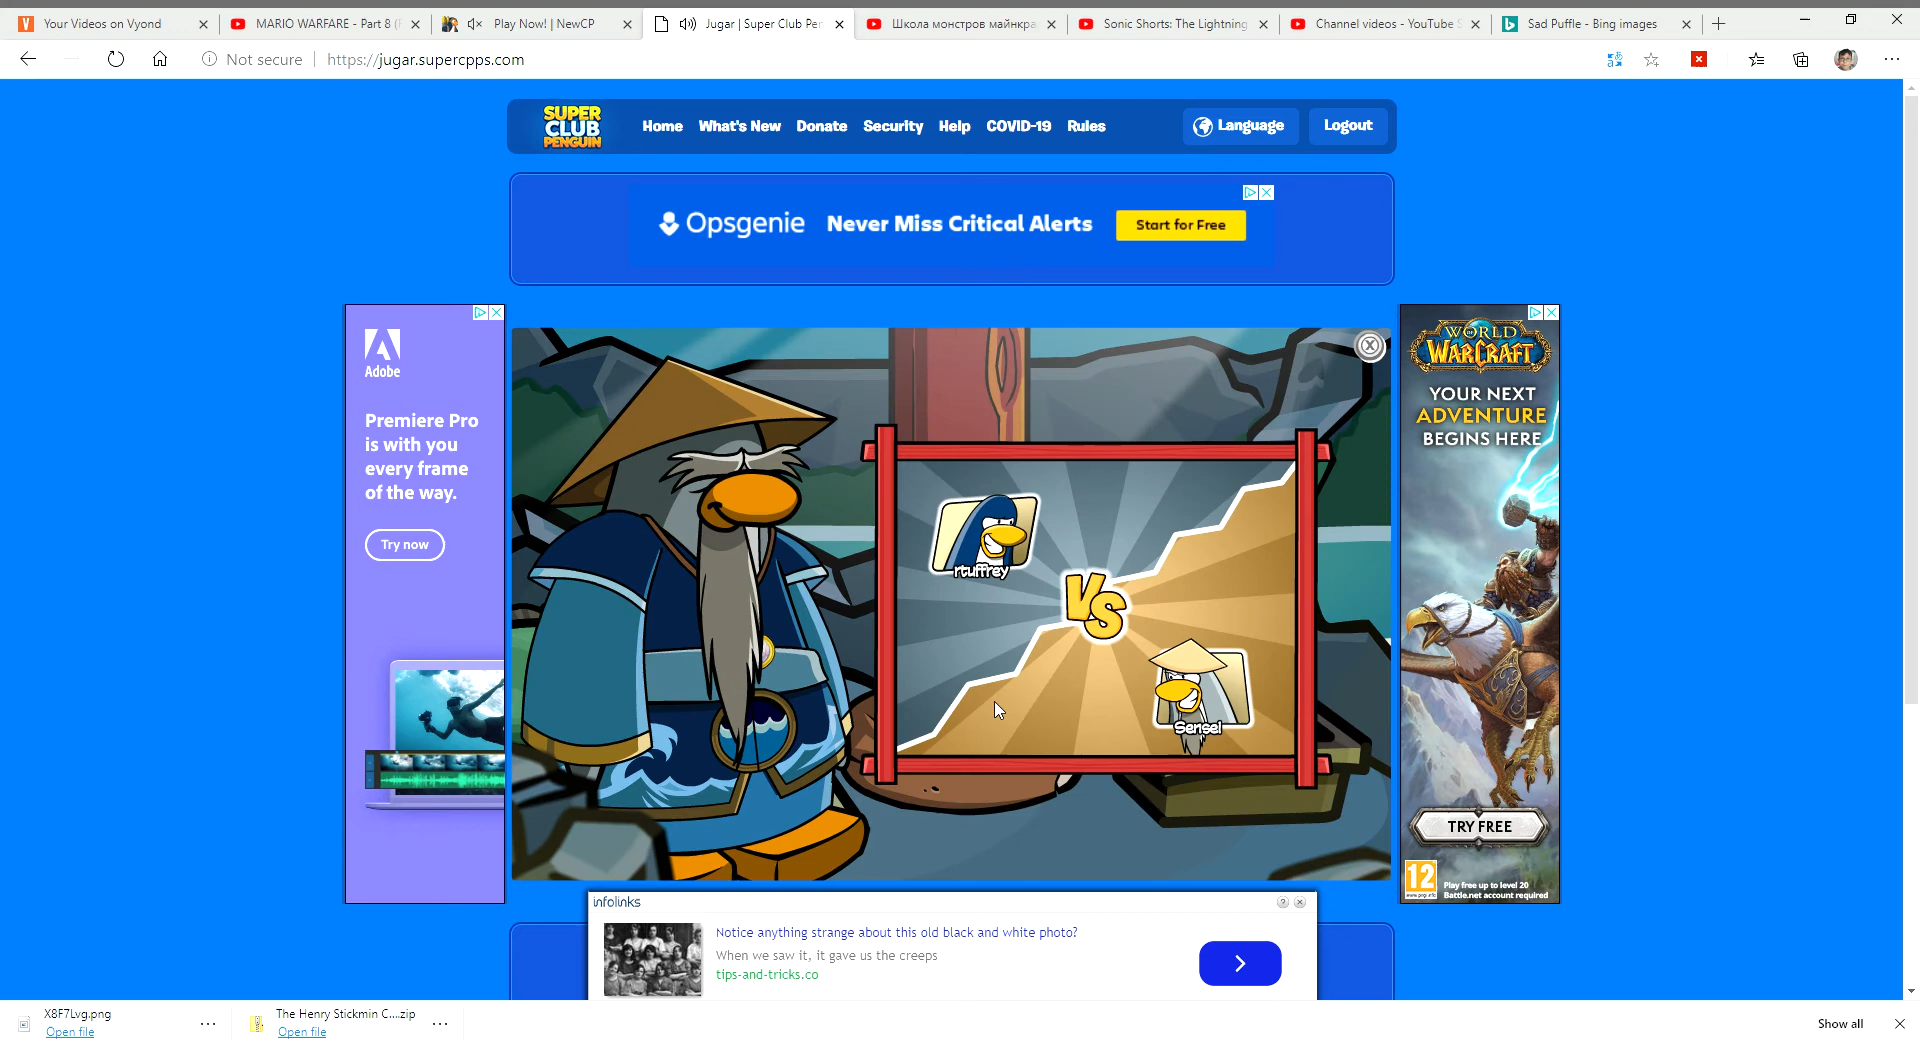 Your Videos on Vyond
MARIO WARFARE - Part 8 (F
Play Now! | NewCP
Jugar | Super Club Pen
Школа монстров майнкра
Sonic Shorts: The Lightning
Channel videos - YouTube S
Sad Puffle - Bing images
Not secure
https://jugar.supercpps.com
SUPER
CLUB
PENGUIN
Home
What's New
Donate
Security
Help
COVID-19
Rules
Language
Logout
Opsgenie
Never Miss Critical Alerts
Start for Free
Adobe
Premiere Pro
is with you
every frame
of the way.
Try now
rtuffrey
VS
Sensei
WORLD
OF
WARCRAFT
YOUR NEXT
ADVENTURE
BEGINS HERE
TRY FREE
12
www.pegi.info
Play free up to level 20
Battle.net account required
infolinks
Notice anything strange about this old black and white photo?
When we saw it, it gave us the creeps
tips-and-tricks.co
X8F7Lvg.png
Open file
The Henry Stickmin C....zip
Open file
Show all